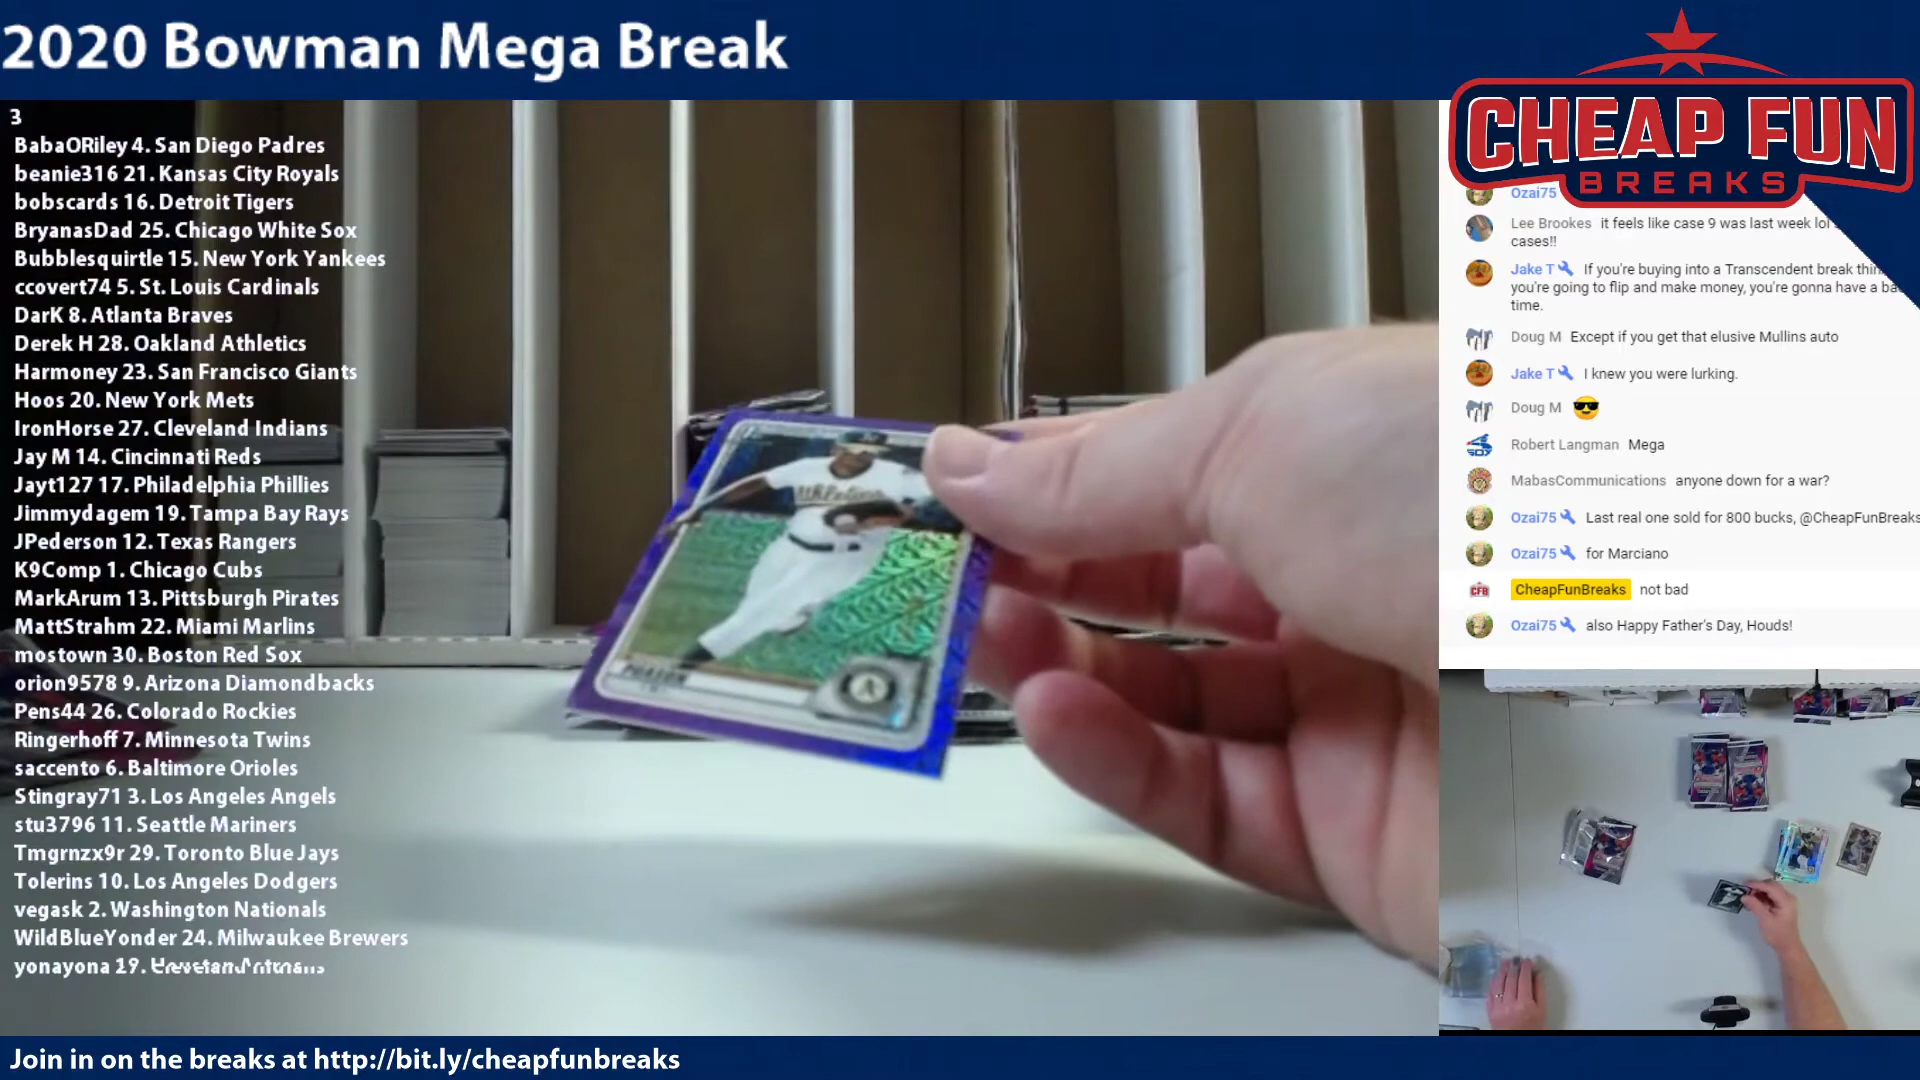 2020 Bowman Mega Break
3
BabaORiley 4. San Diego Padres
beanie316 21. Kansas City Royals
bobscards 16. Detroit Tigers
BryanasDad 25. Chicago White Sox
Bubblesquirtle 15. New York Yankees
ccovert74 5. St. Louis Cardinals
DarK 8. Atlanta Braves
Derek H 28. Oakland Athletics
Harmoney 23. San Francisco Giants
Hoos 20. New York Mets
IronHorse 27. Cleveland Indians
Jay M 14. Cincinnati Reds
Jayt127 17. Philadelphia Phillies
Jimmydagem 19. Tampa Bay Rays
JPederson 12. Texas Rangers
K9Comp 1. Chicago Cubs
MarkArum 13. Pittsburgh Pirates
MattStrahm 22. Miami Marlins
mostown 30. Boston Red Sox
orion9578 9. Arizona Diamondbacks
Pens44 26. Colorado Rockies
Ringerhoff 7. Minnesota Twins
saccento 6. Baltimore Orioles
Stingray71 3. Los Angeles Angels
stu3796 11. Seattle Mariners
Tmgrnzx9r 29. Toronto Blue Jays
Tolerins 10. Los Angeles Dodgers
vegask 2. Washington Nationals
WildBlueYonder 24. Milwaukee Brewers
yonayona
Athletics
CHEAP FUN
BREAKS
Ozai75
Lee Brookes it feels like case 9 was last week lol
cases!!
Jake T If you're buying into a Transcendent break
you're going to flip and make money, you're gonna have a
time.
Doug M Except if you get that elusive Mullins auto
Jake T I knew you were lurking.
Doug M 😎
Robert Langman Mega
MabasCommunications anyone down for a war?
Ozai75 Last real one sold for 800 bucks, @CheapFunBreaks
Ozai75 for Marciano
CFB CheapFunBreaks not bad
Ozai75 also Happy Father's Day, Houds!
Join in on the breaks at http://bit.ly/cheapfunbreaks